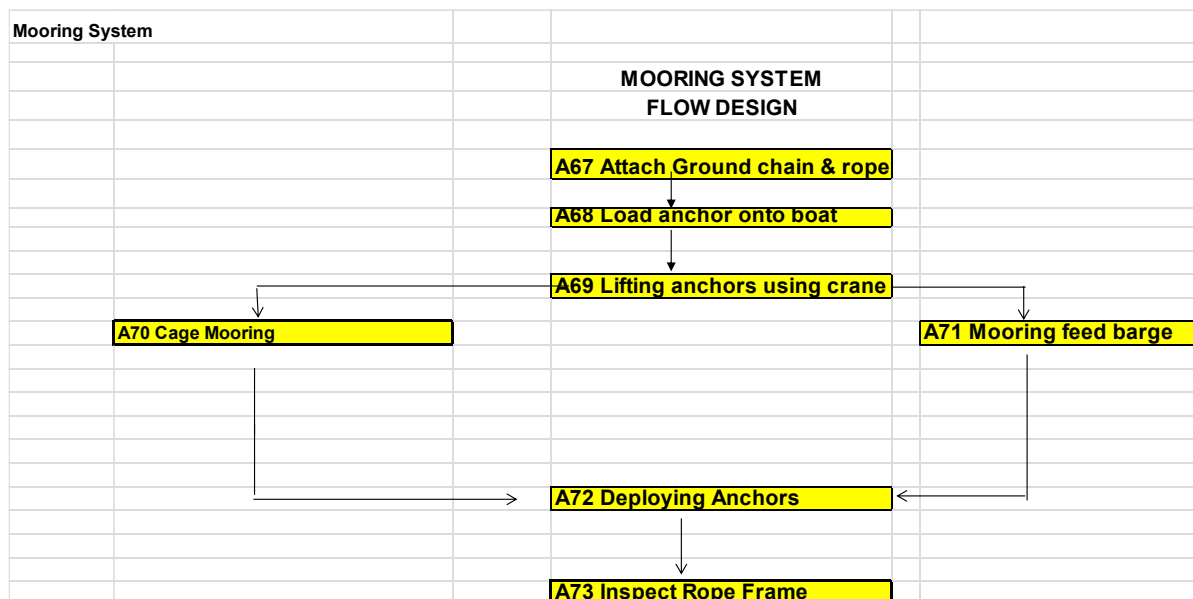 Mooring System
MOORING SYSTEM
FLOW DESIGN
A67 Attach Ground chain & rope
A68 Load anchor onto boat
A69 Lifting anchors using crane
A70 Cage Mooring
A71 Mooring feed barge
A72 Deploying Anchors
A73 Inspect Rope Frame